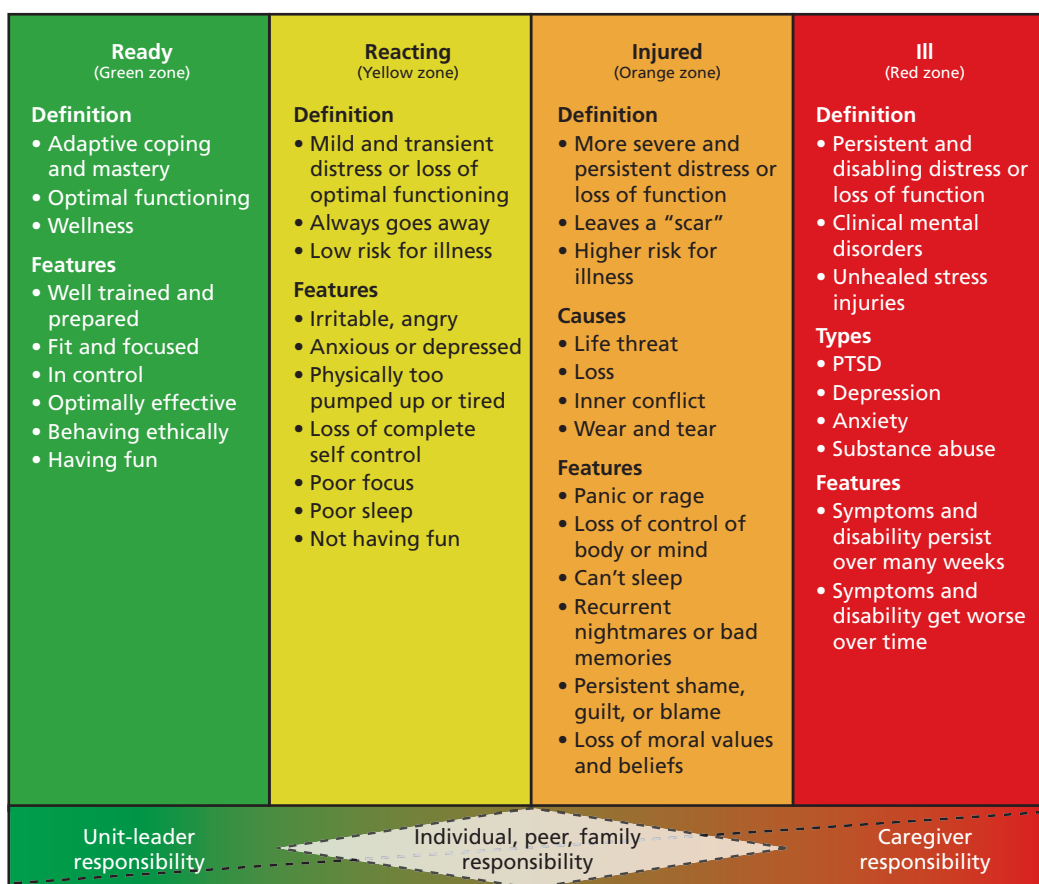 Ready
(Green zone)
Definition
• Adaptive coping
and mastery
• Optimal functioning
• Wellness
Features
• Well trained and
prepared
• Fit and focused
• In control
• Optimally effective
• Behaving ethically
• Having fun
Reacting
(Yellow zone)
Definition
• Mild and transient
distress or loss of
optimal functioning
• Always goes away
• Low risk for illness
Features
• Irritable, angry
• Anxious or depressed
• Physically too
pumped up or tired
• Loss of complete
self control
• Poor focus
• Poor sleep
• Not having fun
Injured
(Orange zone)
Definition
• More severe and
persistent distress or
loss of function
• Leaves a “scar”
• Higher risk for
illness
Causes
• Life threat
• Loss
• Inner conflict
• Wear and tear
Features
• Panic or rage
• Loss of control of
body or mind
• Can’t sleep
• Recurrent
nightmares or bad
memories
• Persistent shame,
guilt, or blame
• Loss of moral values
and beliefs
Ill
(Red zone)
Definition
• Persistent and
disabling distress or
loss of function
• Clinical mental
disorders
• Unhealed stress
injuries
Types
• PTSD
• Depression
• Anxiety
• Substance abuse
Features
• Symptoms and
disability persist
over many weeks
• Symptoms and
disability get worse
over time
Unit-leader
responsibility
Individual, peer, family
responsibility
Caregiver
responsibility